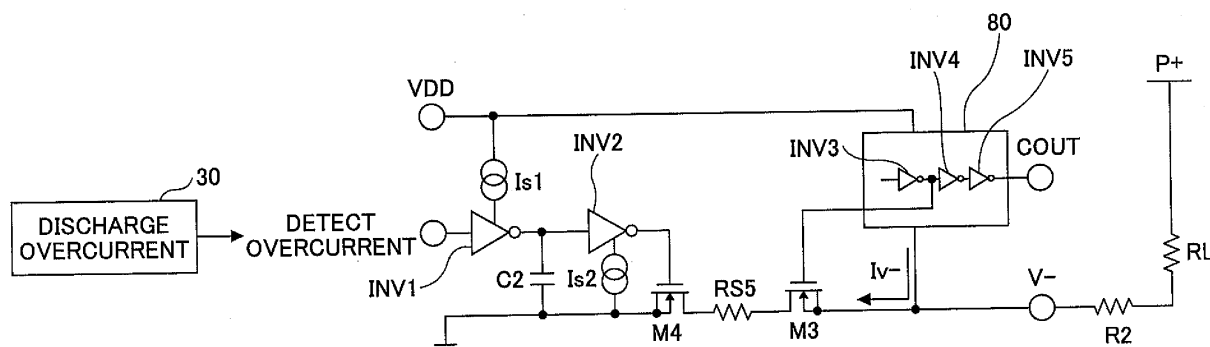 80
INV4
INV5
P+
VDD
INV2
INV3
COUT
30
Is1
DISCHARGE
OVERCURRENT
DETECT
OVERCURRENT
INV1
C2
Is2
RS5
Iv-
V-
RL
M4
M3
R2